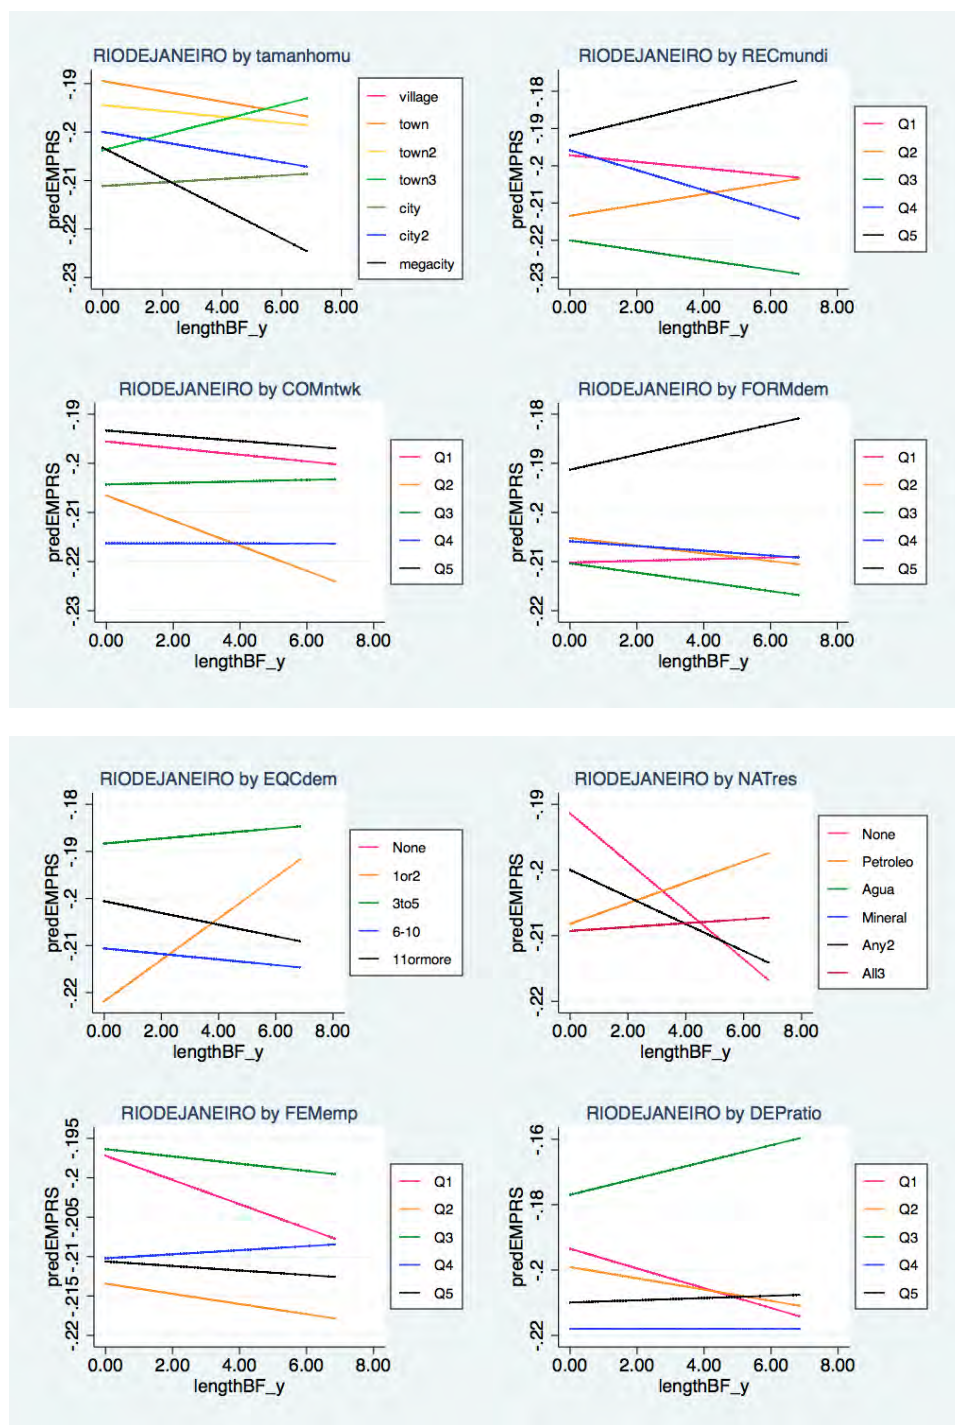 RIODEJANEIRO by tamanhomu
predEMPRS
-.19
-.2
-.21
-.22
-.23
0.00 2.00 4.00 6.00 8.00
lengthBF_y
village
town
town2
town3
city
city2
megacity
RIODEJANEIRO by RECmundi
predEMPRS
-.18
-.19
-.2
-.21
-.22
-.23
0.00 2.00 4.00 6.00 8.00
lengthBF_y
Q1
Q2
Q3
Q4
Q5
RIODEJANEIRO by COMntwk
predEMPRS
-.19
-.2
-.21
-.22
-.23
0.00 2.00 4.00 6.00 8.00
lengthBF_y
Q1
Q2
Q3
Q4
Q5
RIODEJANEIRO by FORMdem
predEMPRS
-.18
-.19
-.2
-.21
-.22
0.00 2.00 4.00 6.00 8.00
lengthBF_y
Q1
Q2
Q3
Q4
Q5
RIODEJANEIRO by EQCdem
predEMPRS
-.18
-.19
-.2
-.21
-.22
0.00 2.00 4.00 6.00 8.00
lengthBF_y
None
1or2
3to5
6-10
11ormore
RIODEJANEIRO by NATres
predEMPRS
-.19
-.2
-.21
-.22
0.00 2.00 4.00 6.00 8.00
lengthBF_y
None
Petroleo
Agua
Mineral
Any2
All3
RIODEJANEIRO by FEMemp
predEMPRS
-.195
-.2
-.205
-.21
-.215
-.22
0.00 2.00 4.00 6.00 8.00
lengthBF_y
Q1
Q2
Q3
Q4
Q5
RIODEJANEIRO by DEPratio
predEMPRS
-.16
-.18
-.2
-.22
0.00 2.00 4.00 6.00 8.00
lengthBF_y
Q1
Q2
Q3
Q4
Q5